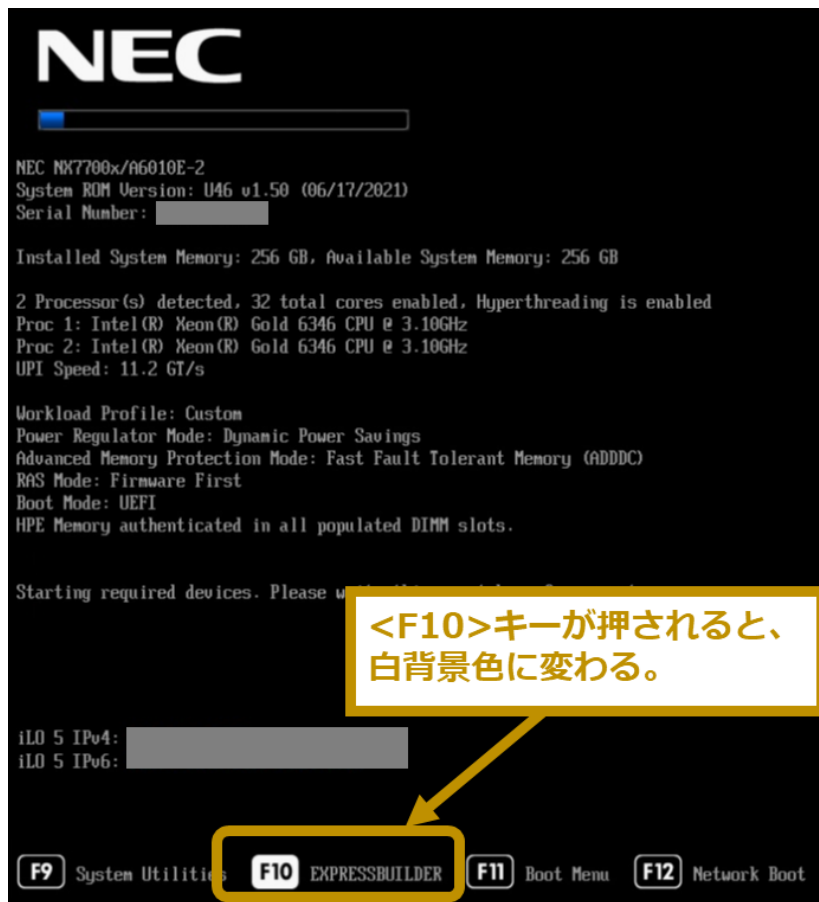 NEC
NEC NX7700x/A6010E-2
System ROM Version: U46 v1.50 (06/17/2021)
Serial Number:
Installed System Memory: 256 GB, Available System Memory: 256 GB
2 Processor(s) detected, 32 total cores enabled, Hyperthreading is enabled
Proc 1: Intel(R) Xeon(R) Gold 6346 CPU @ 3.10GHz
Proc 2: Intel(R) Xeon(R) Gold 6346 CPU @ 3.10GHz
UPI Speed: 11.2 GT/s
Workload Profile: Custom
Power Regulator Mode: Dynamic Power Savings
Advanced Memory Protection Mode: Fast Fault Tolerant Memory (ADDDC)
RAS Mode: Firmware First
Boot Mode: UEFI
HPE Memory authenticated in all populated DIMM slots.
Starting required devices. Please
<F10>キーが押されると、
白背景色に変わる。
iLO 5 IPv4:
iLO 5 IPv6:
F9 System Utilities F10 EXPRESSBUILDER F11 Boot Menu F12 Network Boot